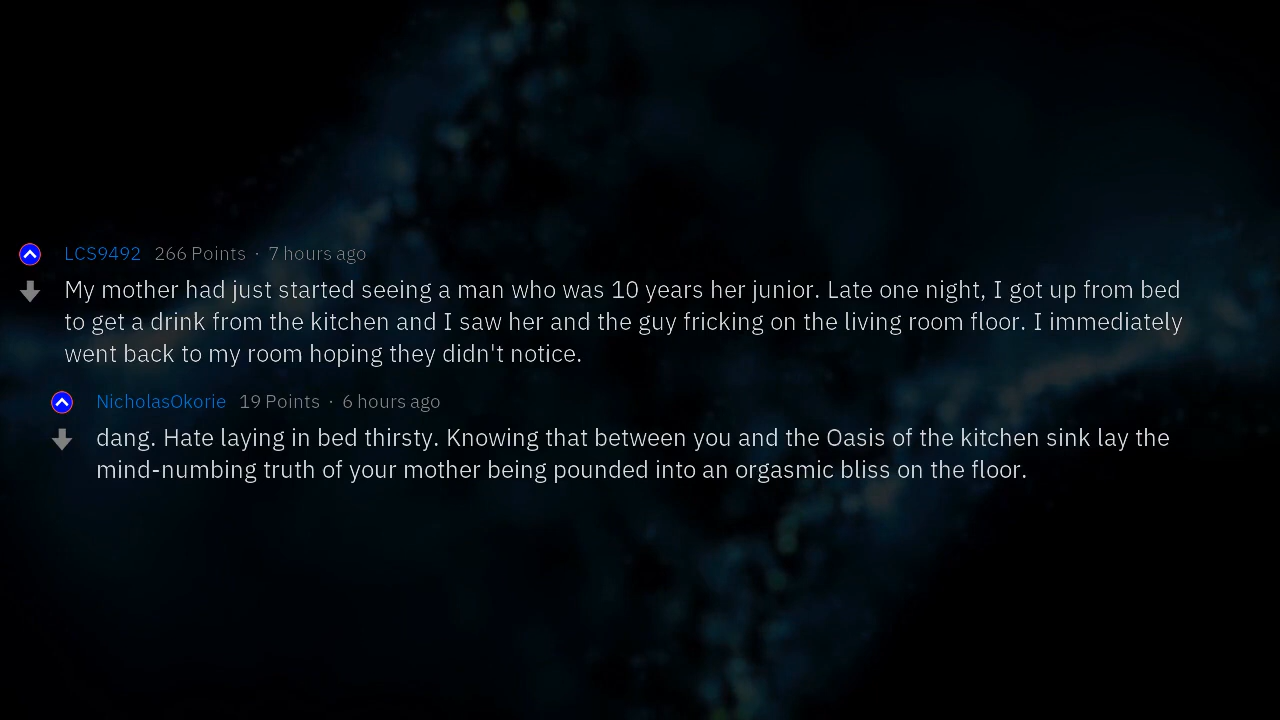 LCS9492 266 Points · 7 hours ago
My mother had just started seeing a man who was 10 years her junior. Late one night, I got up from bed
to get a drink from the kitchen and I saw her and the guy fricking on the living room floor. I immediately
went back to my room hoping they didn't notice.
NicholasOkorie 19 Points · 6 hours ago
dang. Hate laying in bed thirsty. Knowing that between you and the Oasis of the kitchen sink lay the
mind-numbing truth of your mother being pounded into an orgasmic bliss on the floor.